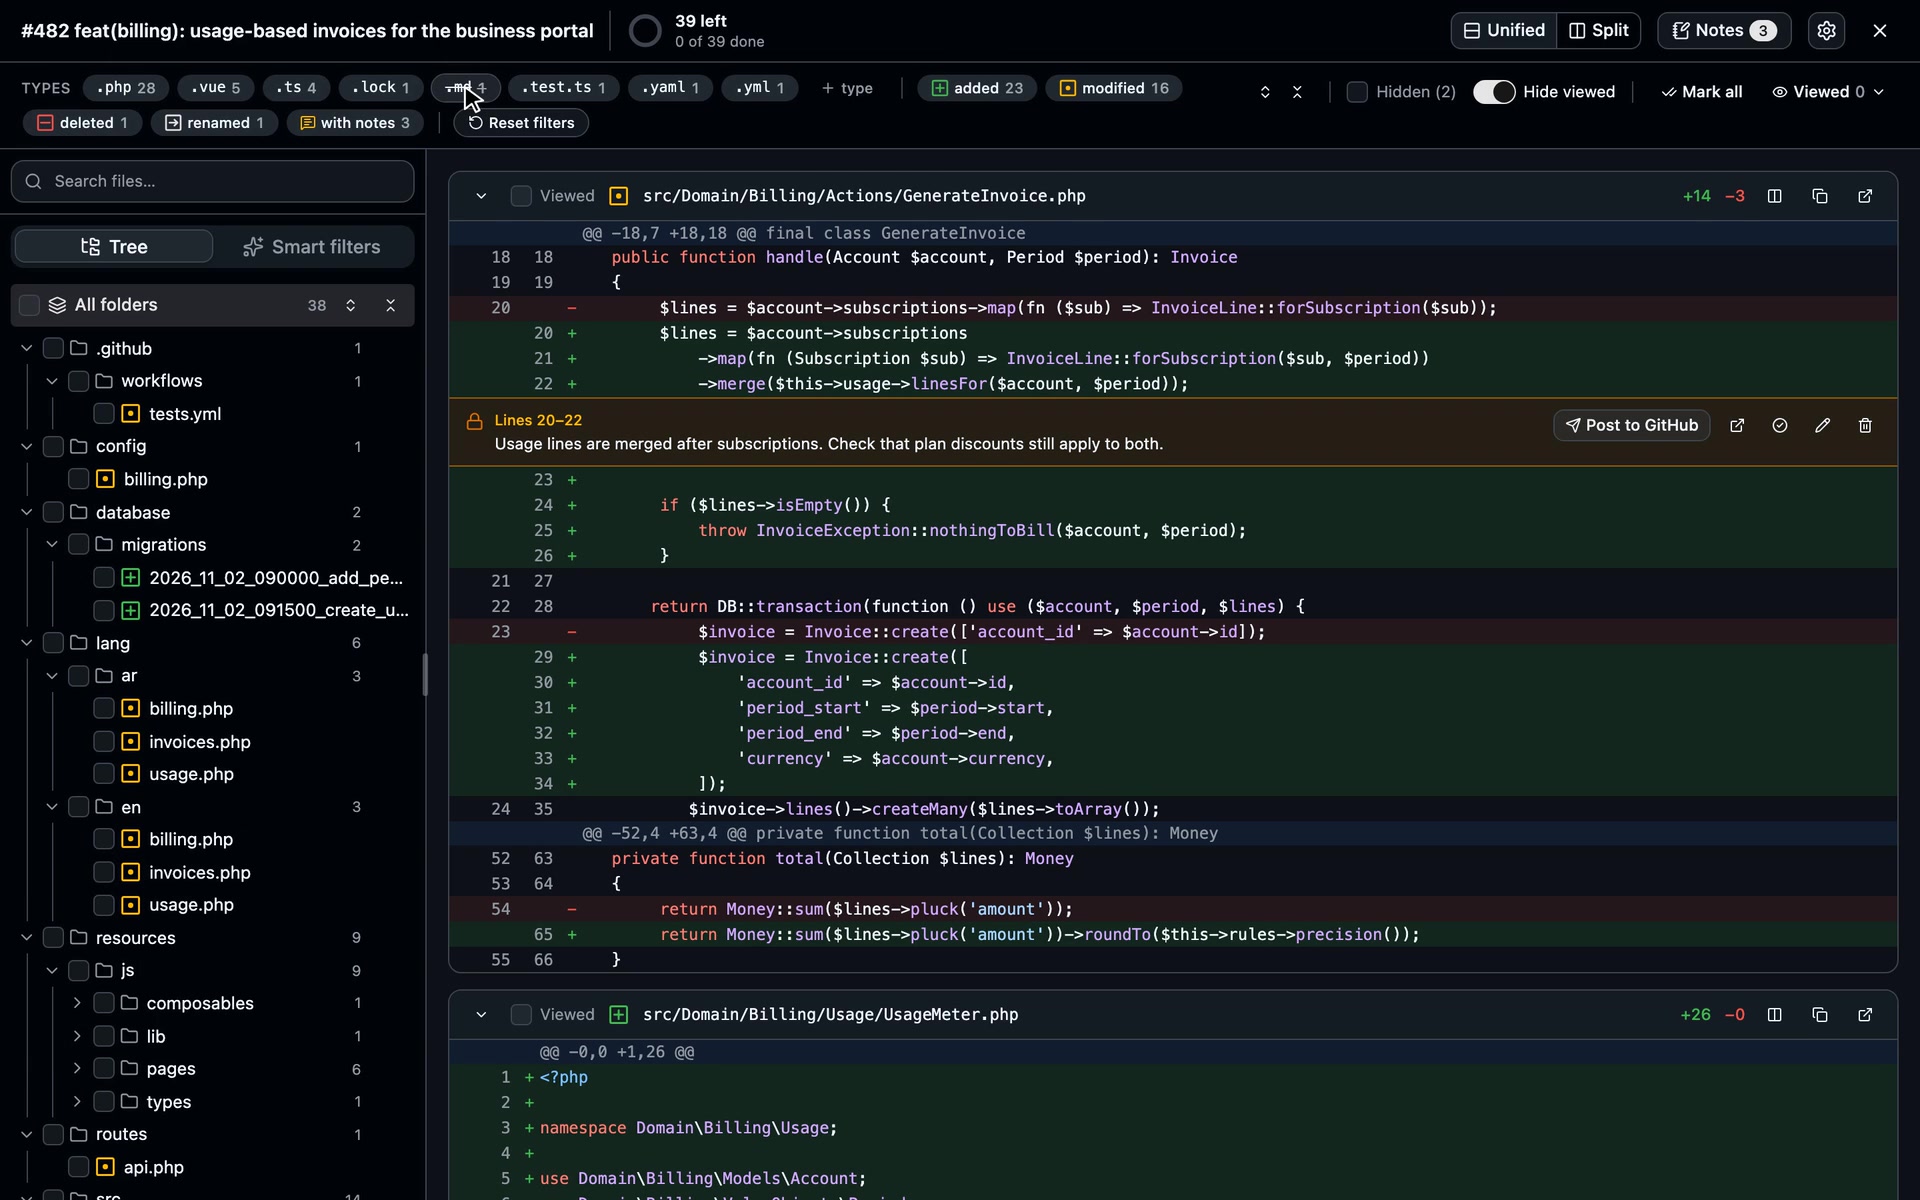 #482 feat(billing): usage-based invoices for the business portal
39 left
0 of 39 done
Unified
Split
Notes 3
TYPES .php 28 .vue 5 .ts 4 .lock 1 .md 1 .test.ts 1 .yaml 1 .yml 1 + type added 23 modified 16
Hidden (2) Hide viewed Mark all Viewed 0
deleted 1 renamed 1 with notes 3 Reset filters
Search files...
Tree
Smart filters
All folders 38
.github 1
workflows 1
tests.yml
config 1
billing.php
database 2
migrations 2
2026_11_02_090000_add_pe...
2026_11_02_091500_create_u...
lang 6
ar 3
billing.php
invoices.php
usage.php
en 3
billing.php
invoices.php
usage.php
resources 9
js 9
composables 1
lib 1
pages 6
types 1
routes 1
api.php
src 14
Viewed src/Domain/Billing/Actions/GenerateInvoice.php +14 −3
@@ −18,7 +18,18 @@ final class GenerateInvoice
18 18 public function handle(Account $account, Period $period): Invoice
19 19 {
20 − $lines = $account->subscriptions->map(fn ($sub) => InvoiceLine::forSubscription($sub));
20 + $lines = $account->subscriptions
21 + ->map(fn (Subscription $sub) => InvoiceLine::forSubscription($sub, $period))
22 + ->merge($this->usage->linesFor($account, $period));
Lines 20–22
Usage lines are merged after subscriptions. Check that plan discounts still apply to both.
Post to GitHub
23 +
24 + if ($lines->isEmpty()) {
25 + throw InvoiceException::nothingToBill($account, $period);
26 + }
21 27
22 28 return DB::transaction(function () use ($account, $period, $lines) {
23 − $invoice = Invoice::create(['account_id' => $account->id]);
29 + $invoice = Invoice::create([
30 + 'account_id' => $account->id,
31 + 'period_start' => $period->start,
32 + 'period_end' => $period->end,
33 + 'currency' => $account->currency,
34 + ]);
24 35 $invoice->lines()->createMany($lines->toArray());
@@ −52,4 +63,4 @@ private function total(Collection $lines): Money
52 63 private function total(Collection $lines): Money
53 64 {
54 − return Money::sum($lines->pluck('amount'));
65 + return Money::sum($lines->pluck('amount'))->roundTo($this->rules->precision());
55 66 }
Viewed src/Domain/Billing/Usage/UsageMeter.php +26 −0
@@ −0,0 +1,26 @@
1 + <?php
2 +
3 + namespace Domain\Billing\Usage;
4 +
5 + use Domain\Billing\Models\Account;